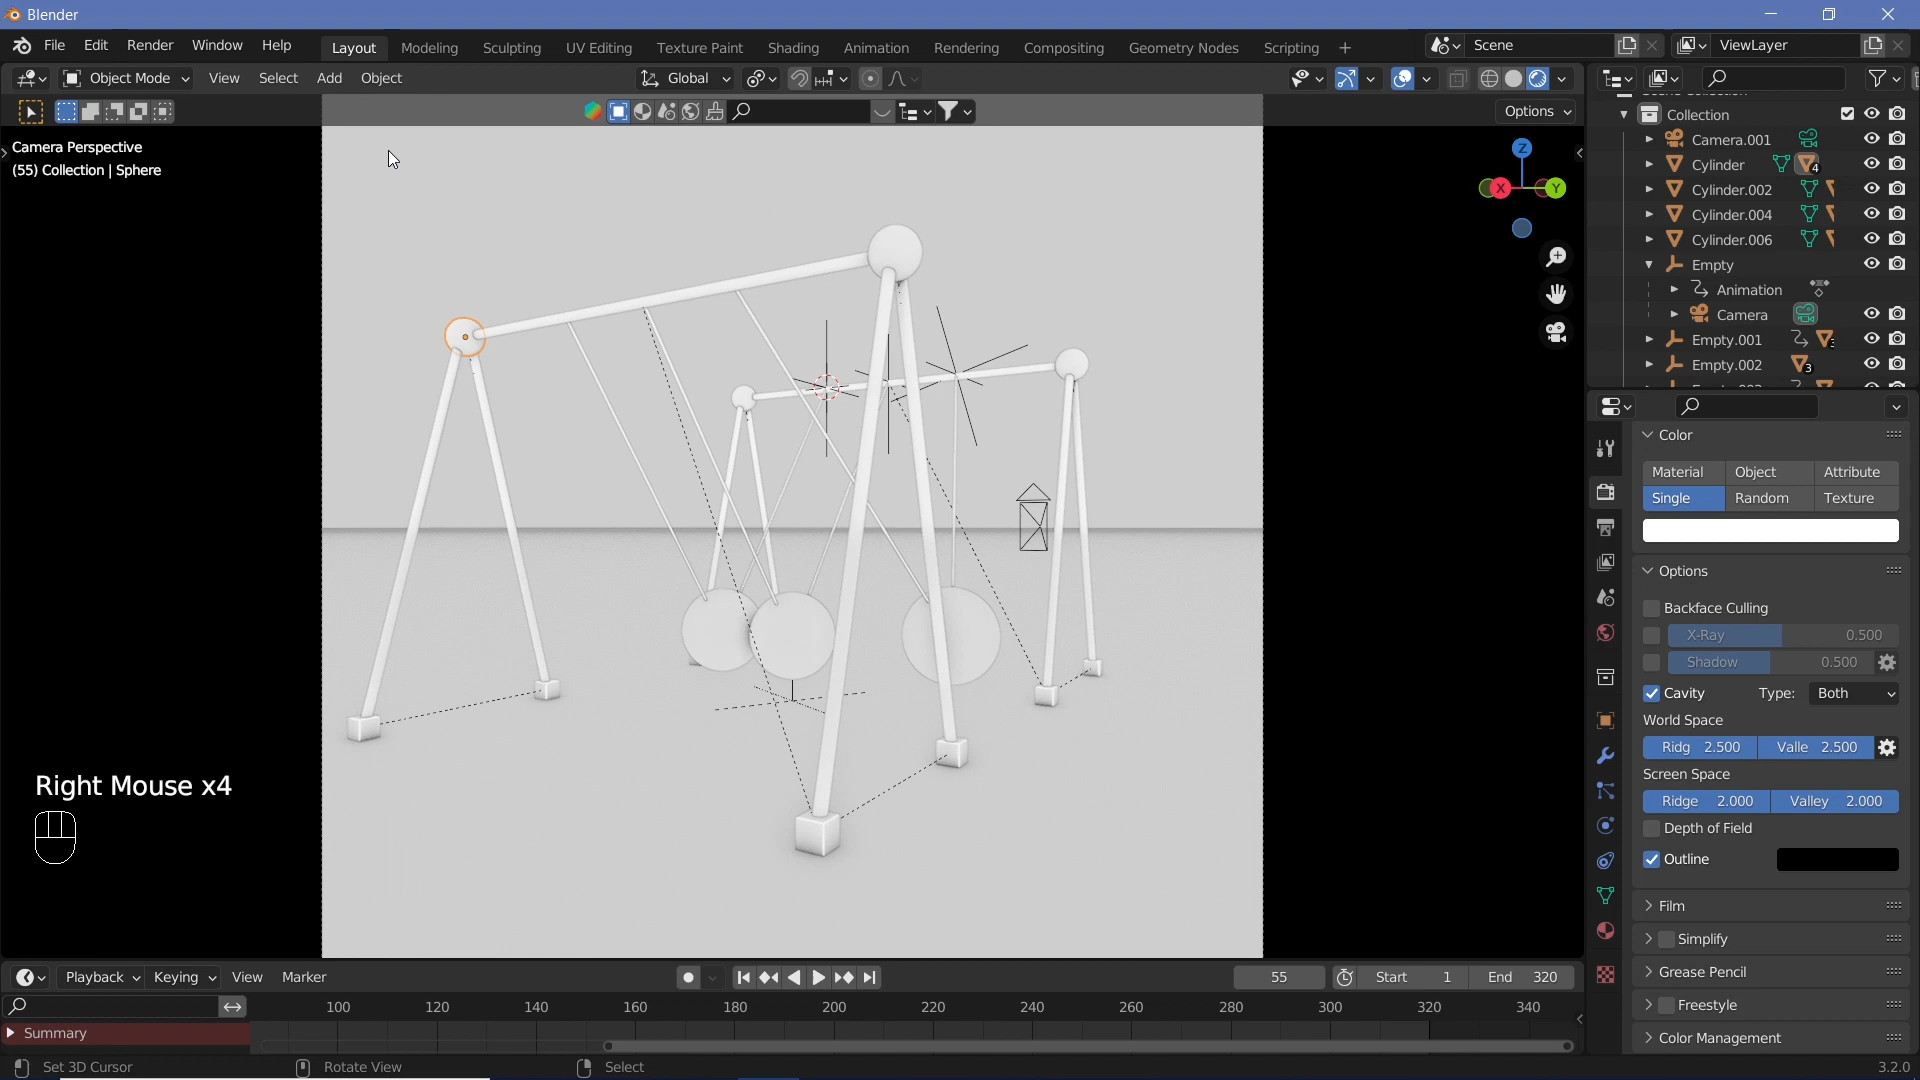 Blender
File Edit Render Window Help Layout Modeling Sculpting UV Editing Texture Paint Shading Animation Rendering Compositing Geometry Nodes Scripting + Scene ViewLayer
Object Mode View Select Add Object Global
Options
Camera Perspective
(55) Collection | Sphere
Z
X
Y
Collection
Camera.001
Cylinder 4
Cylinder.002
Cylinder.004
Cylinder.006
Empty
Animation
Camera
Empty.001
Empty.002 3
Color
Material Object Attribute
Single Random Texture
Options
Backface Culling
X-Ray 0.500
Shadow 0.500
Cavity Type: Both
World Space
Ridg 2.500 Valle 2.500
Screen Space
Ridge 2.000 Valley 2.000
Depth of Field
Outline
Film
Simplify
Grease Pencil
Freestyle
Color Management
Right Mouse x4
Playback Keying View Marker 55 Start 1 End 320
100 120 140 160 180 200 220 240 260 280 300 320 340
Summary
Set 3D Cursor Rotate View Select 3.2.0